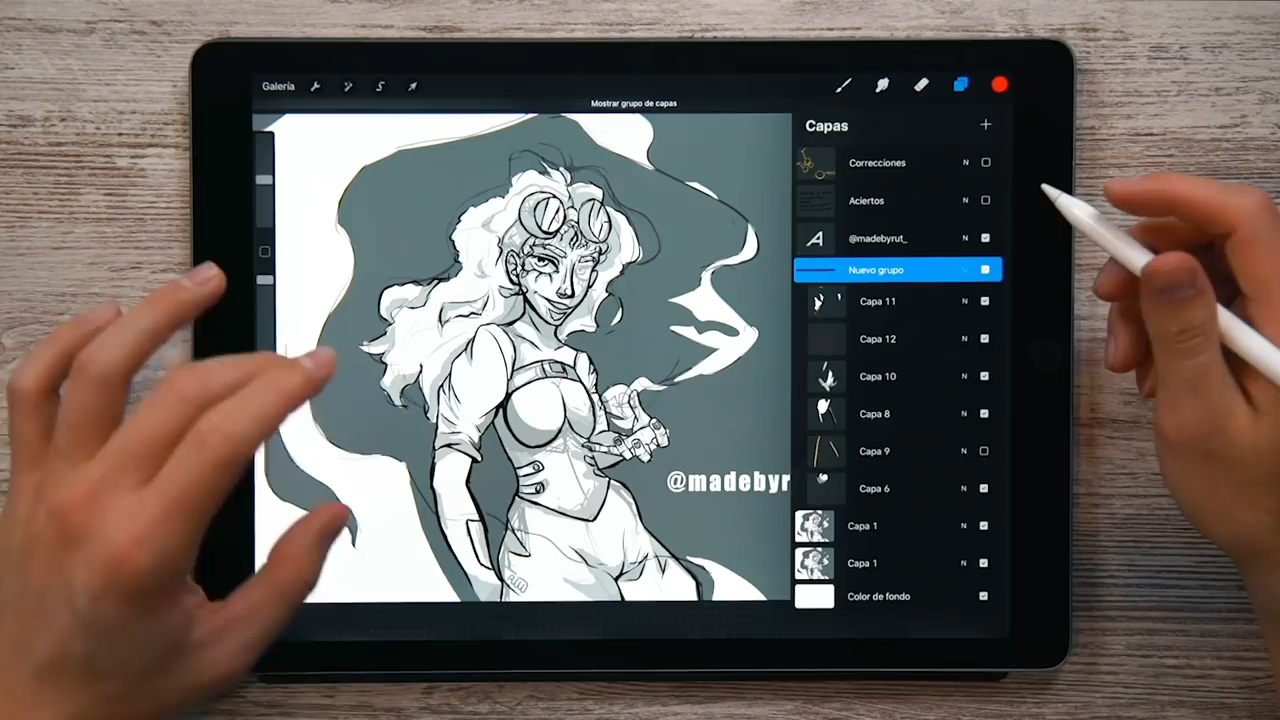 Galería
Mostrar grupo de capas
Capas
Correcciones N
Aciertos N
@madebyrut_ N
Nuevo grupo
Capa 11 N
Capa 12 N
Capa 10 N
Capa 8 N
Capa 9 N
Capa 6 N
Capa 1 N
Capa 1 N
Color de fondo
@madebyr